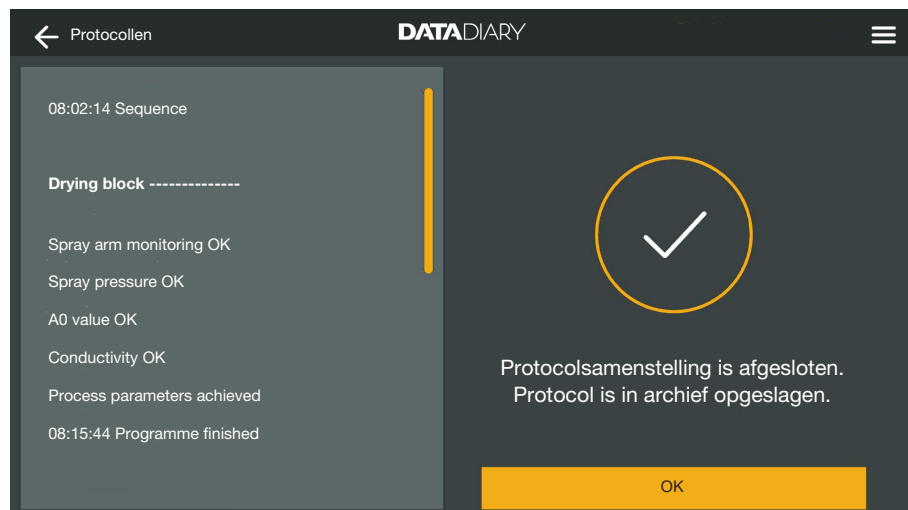 Protocollen
DATADIARY
08:02:14 Sequence
Drying block --------------
Spray arm monitoring OK
Spray pressure OK
A0 value OK
Conductivity OK
Process parameters achieved
08:15:44 Programme finished
Protocolsamenstelling is afgesloten.
Protocol is in archief opgeslagen.
OK